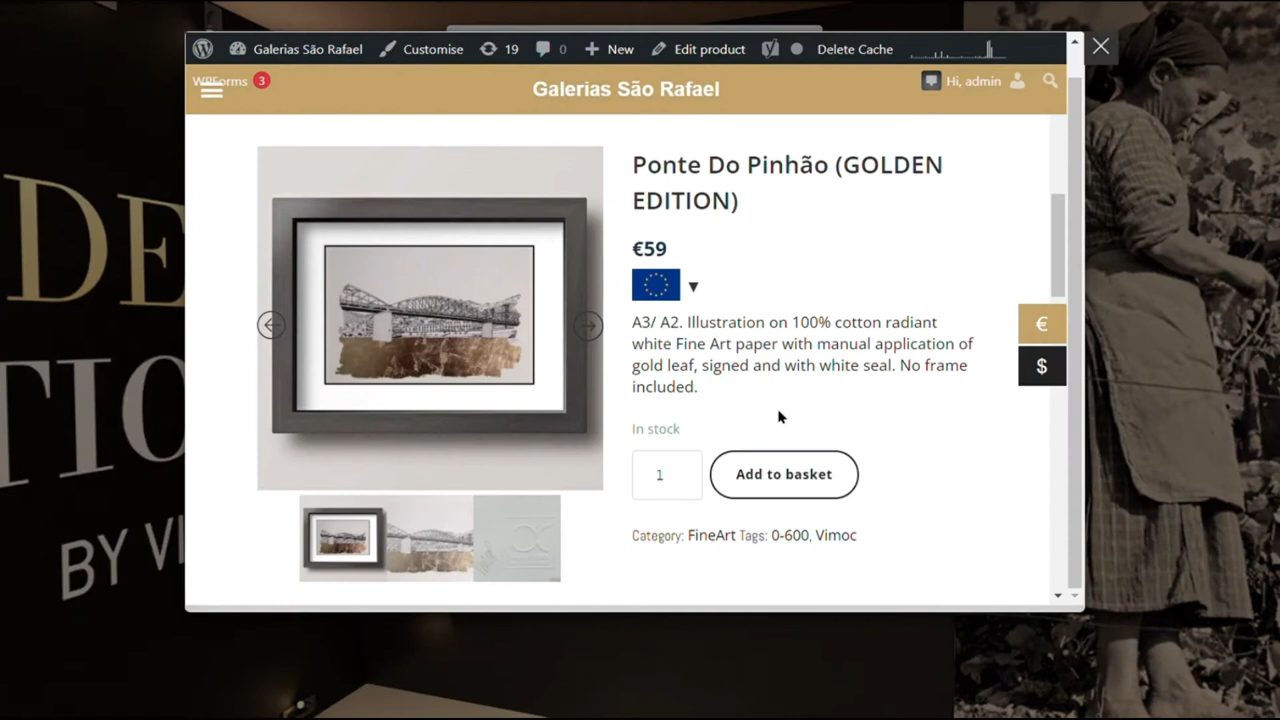 Galerias São Rafael
Customise
19
0
New
Edit product
Delete Cache
WPForms 3
Galerias São Rafael
Hi, admin
Ponte Do Pinhão (GOLDEN
EDITION)
€59
A3/ A2. Illustration on 100% cotton radiant
white Fine Art paper with manual application of
gold leaf, signed and with white seal. No frame
included.
In stock
1
Add to basket
Category: FineArt Tags: 0-600, Vimoc
€
$
DE
TIO
BY VI